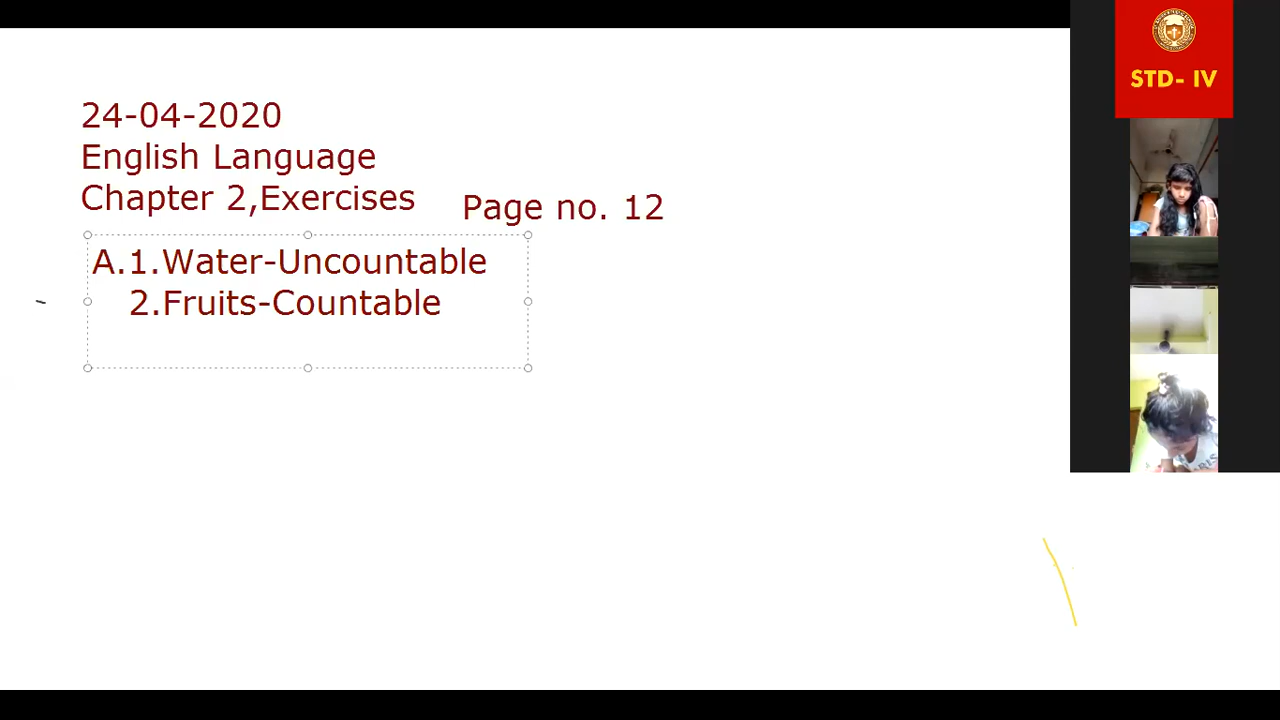 24-04-2020
English Language
Chapter 2,Exercises
Page no. 12
A.1.Water-Uncountable
2.Fruits-Countable
STD- IV